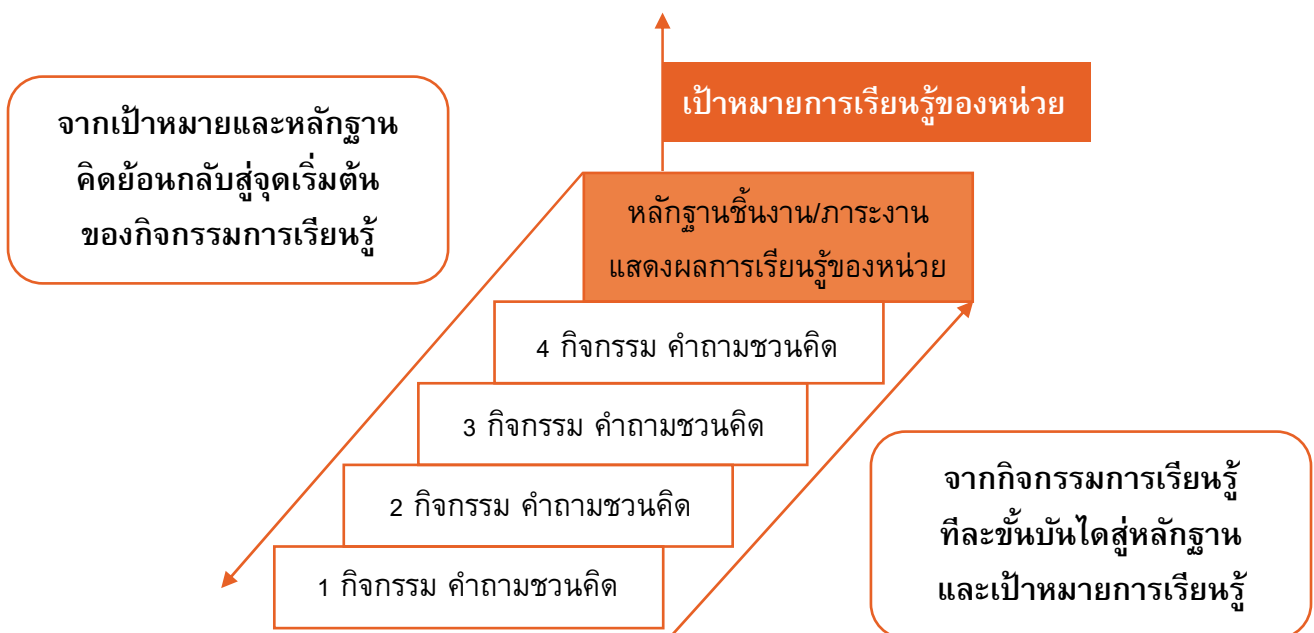 เป้าหมายการเรียนรู้ของหน่วย
จากเป้าหมายและหลักฐาน
คิดย้อนกลับสู่จุดเริ่มต้น
ของกิจกรรมการเรียนรู้
หลักฐานชิ้นงาน/ภาระงาน
แสดงผลการเรียนรู้ของหน่วย
4 กิจกรรม คำถามชวนคิด
3 กิจกรรม คำถามชวนคิด
2 กิจกรรม คำถามชวนคิด
1 กิจกรรม คำถามชวนคิด
จากกิจกรรมการเรียนรู้
ทีละขั้นบันไดสู่หลักฐาน
และเป้าหมายการเรียนรู้